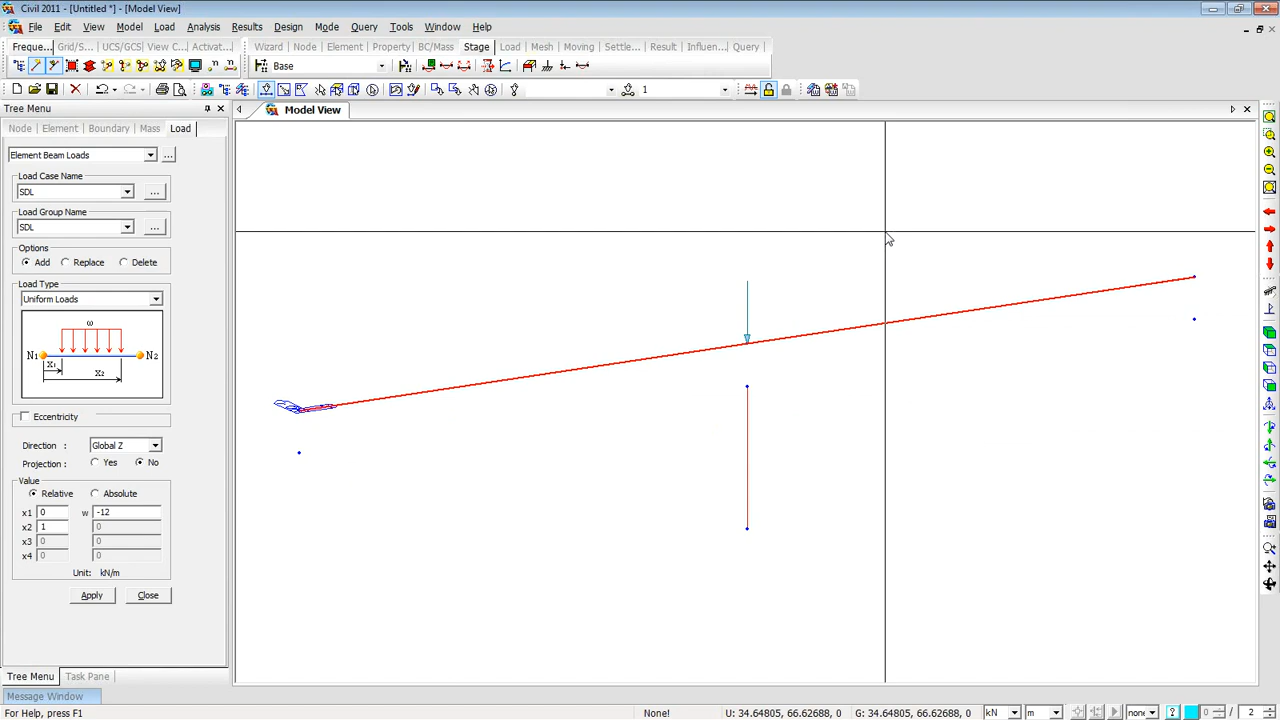 Civil 2011 - [Untitled *] - [Model View]
File Edit View Model Load Analysis Results Design Mode Query Tools Window Help
Freque... Grid/S... UCS/GCS View C... Activat... Wizard Node Element Property BC/Mass Stage Load Mesh Moving Settle... Result Influen... Query
Base
1
Tree Menu
Model View
Node Element Boundary Mass Load
Element Beam Loads
Load Case Name
SDL
Load Group Name
SDL
Options
Add Replace Delete
Load Type
Uniform Loads
ω
N1 N2
X1
X2
Eccentricity
Direction : Global Z
Projection : Yes No
Value
Relative Absolute
x1 0 w -12
x2 1 0
x3 0 0
x4 0 0
Unit: kN/m
Apply Close
Tree Menu Task Pane
Message Window
For Help, press F1 None! U: 34.64805, 66.62688, 0 G: 34.64805, 66.62688, 0 kN m none 0 / 2